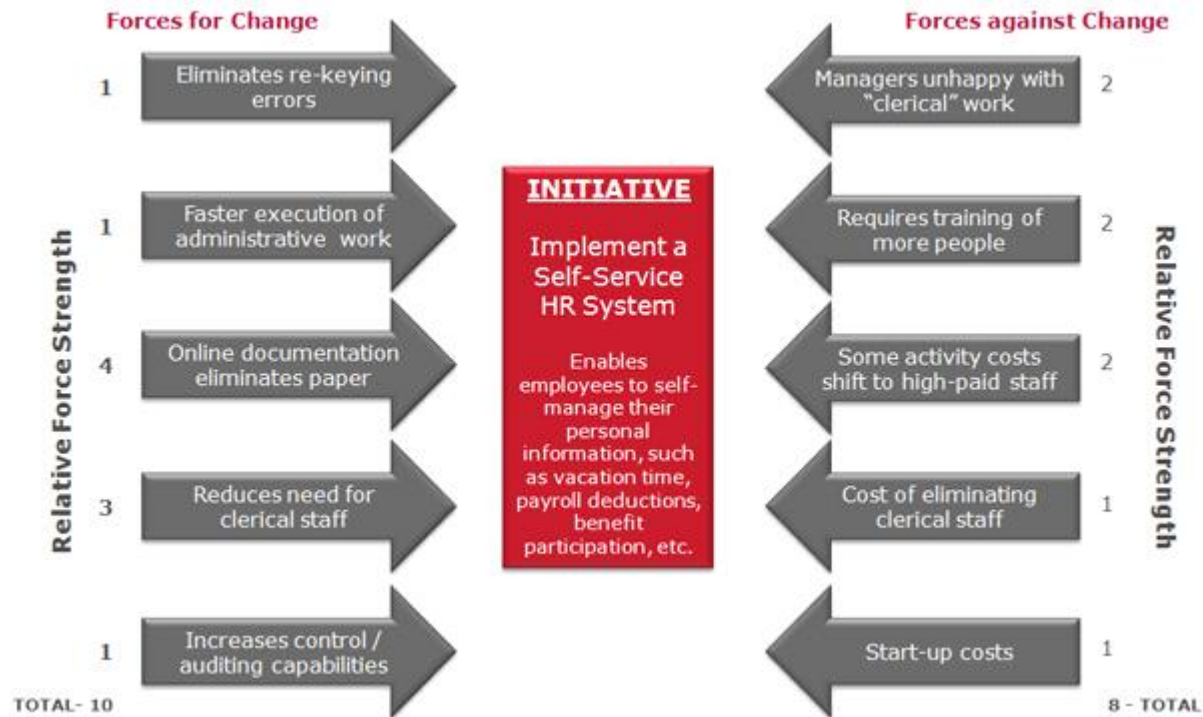 Forces for Change
Forces against Change
1
Eliminates re-keying
errors
Managers unhappy with
“clerical” work
2
1
Faster execution of
administrative work
Requires training of
more people
2
4
Online documentation
eliminates paper
Some activity costs
shift to high-paid staff
2
3
Reduces need for
clerical staff
Cost of eliminating
clerical staff
1
1
Increases control /
auditing capabilities
Start-up costs
1
INITIATIVE
Implement a
Self-Service
HR System
Enables
employees to self-
manage their
personal
information, such
as vacation time,
payroll deductions,
benefit
participation, etc.
Relative Force Strength
Relative Force Strength
TOTAL- 10
8 - TOTAL